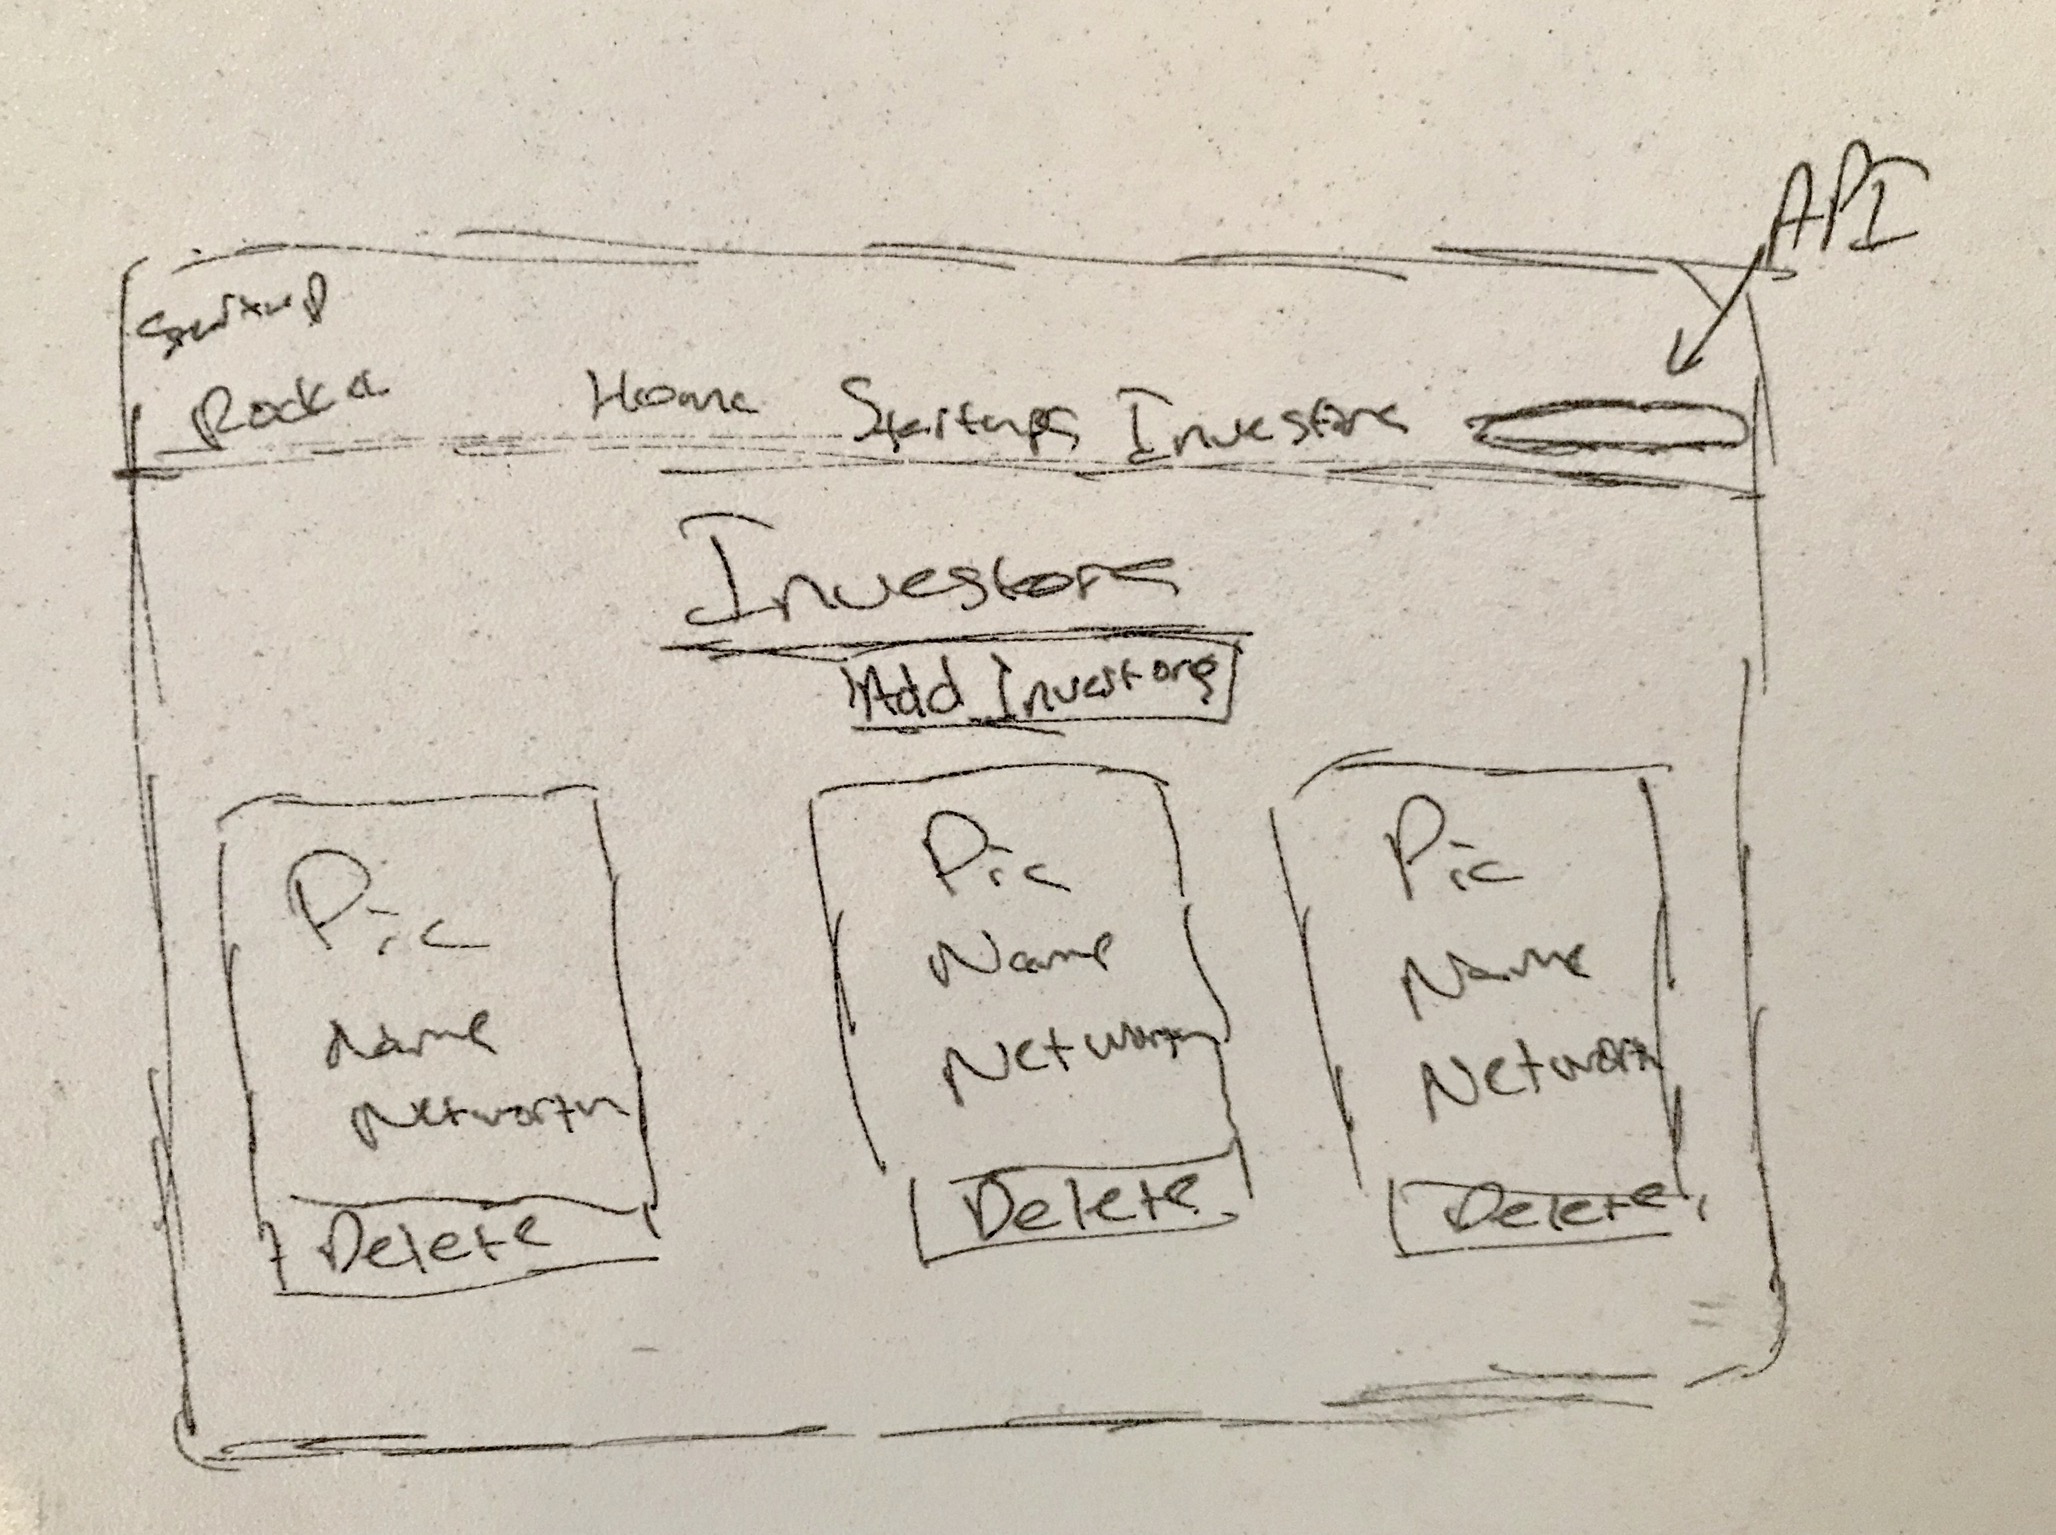 API
Startup
Rocket
Home Startups Investors
Investors
Add Investors
Pic
Name
Networth
Delete
Pic
Name
Networth
Delete
Pic
Name
Networth
Delete